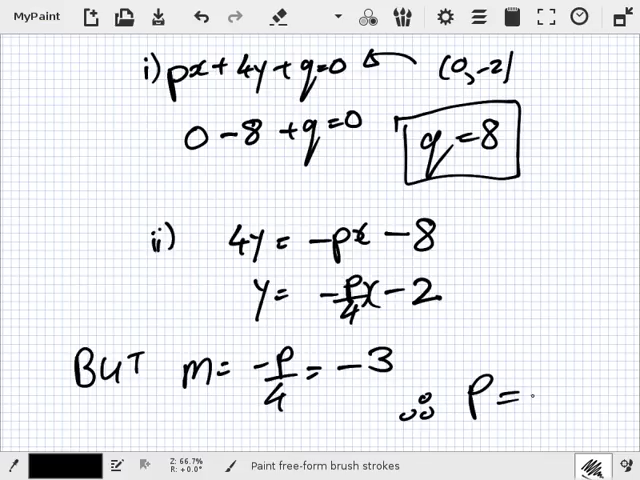 MyPaint
i) px + 4y + q = 0 ← (0, -2)
0 - 8 + q = 0 q = 8
ii) 4y = -px - 8
y = -p/4 x - 2
BUT m = -p/4 = -3
∴ P =
Z: 66.7%
R: +0.0°
Paint free-form brush strokes